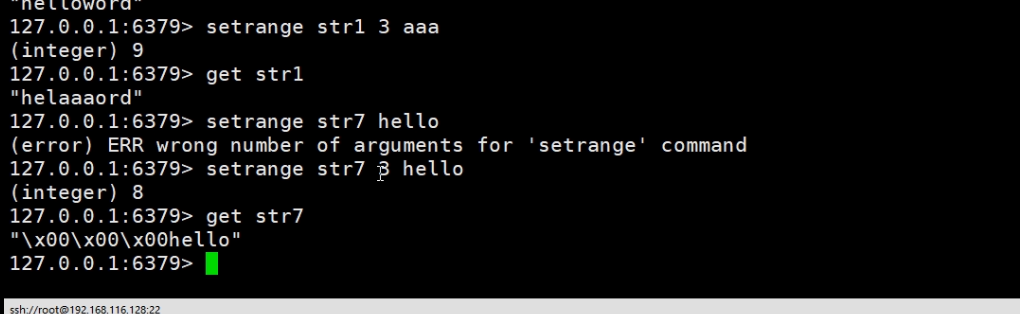 "helloword"
127.0.0.1:6379> setrange str1 3 aaa
(integer) 9
127.0.0.1:6379> get str1
"helaaaord"
127.0.0.1:6379> setrange str7 hello
(error) ERR wrong number of arguments for 'setrange' command
127.0.0.1:6379> setrange str7 3 hello
(integer) 8
127.0.0.1:6379> get str7
"\x00\x00\x00hello"
127.0.0.1:6379>
ssh://root@192.168.116.128:22